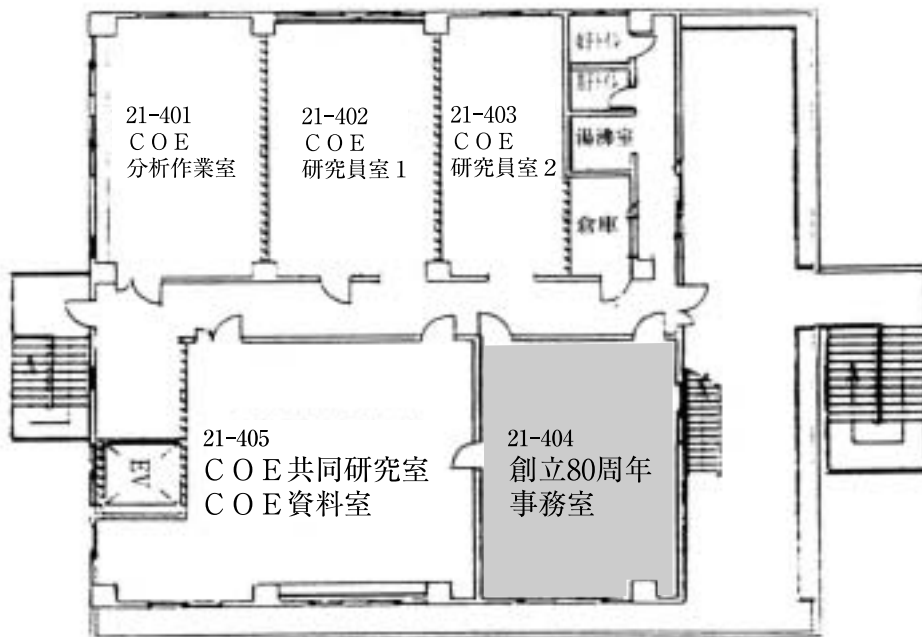 21-401
ＣＯＥ
分析作業室
21-402
ＣＯＥ
研究員室１
21-403
ＣＯＥ
研究員室２
湯沸室
倉庫
21-405
ＣＯＥ共同研究室
ＣＯＥ資料室
21-404
創立80周年
事務室
EV